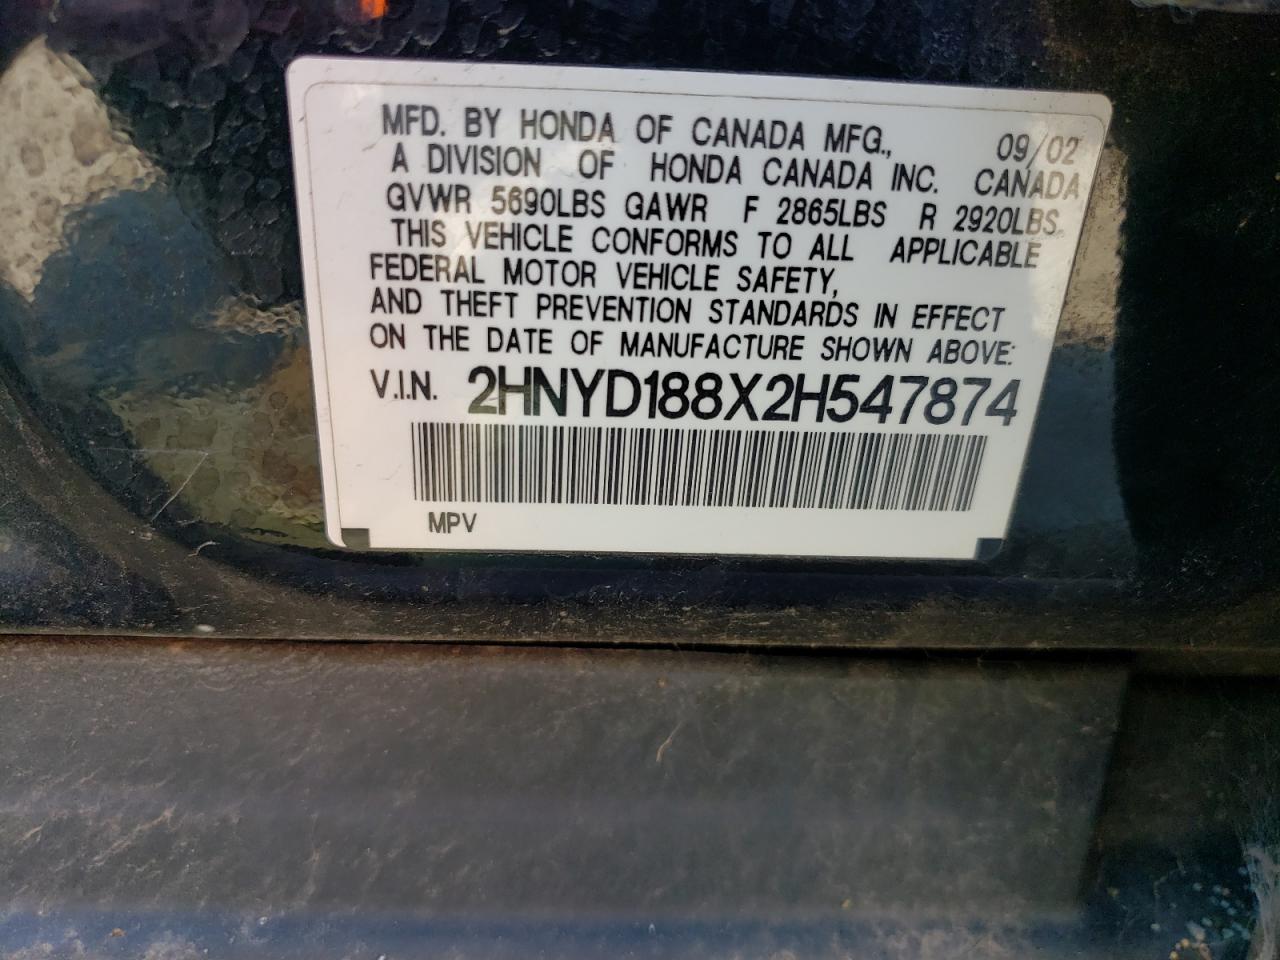 MFD. BY HONDA OF CANADA MFG., 09/02
A DIVISION OF HONDA CANADA INC. CANADA
GVWR 5690LBS GAWR F 2865LBS R 2920LBS.
THIS VEHICLE CONFORMS TO ALL APPLICABLE
FEDERAL MOTOR VEHICLE SAFETY,
AND THEFT PREVENTION STANDARDS IN EFFECT
ON THE DATE OF MANUFACTURE SHOWN ABOVE:
V.I.N. 2HNYD188X2H547874
MPV